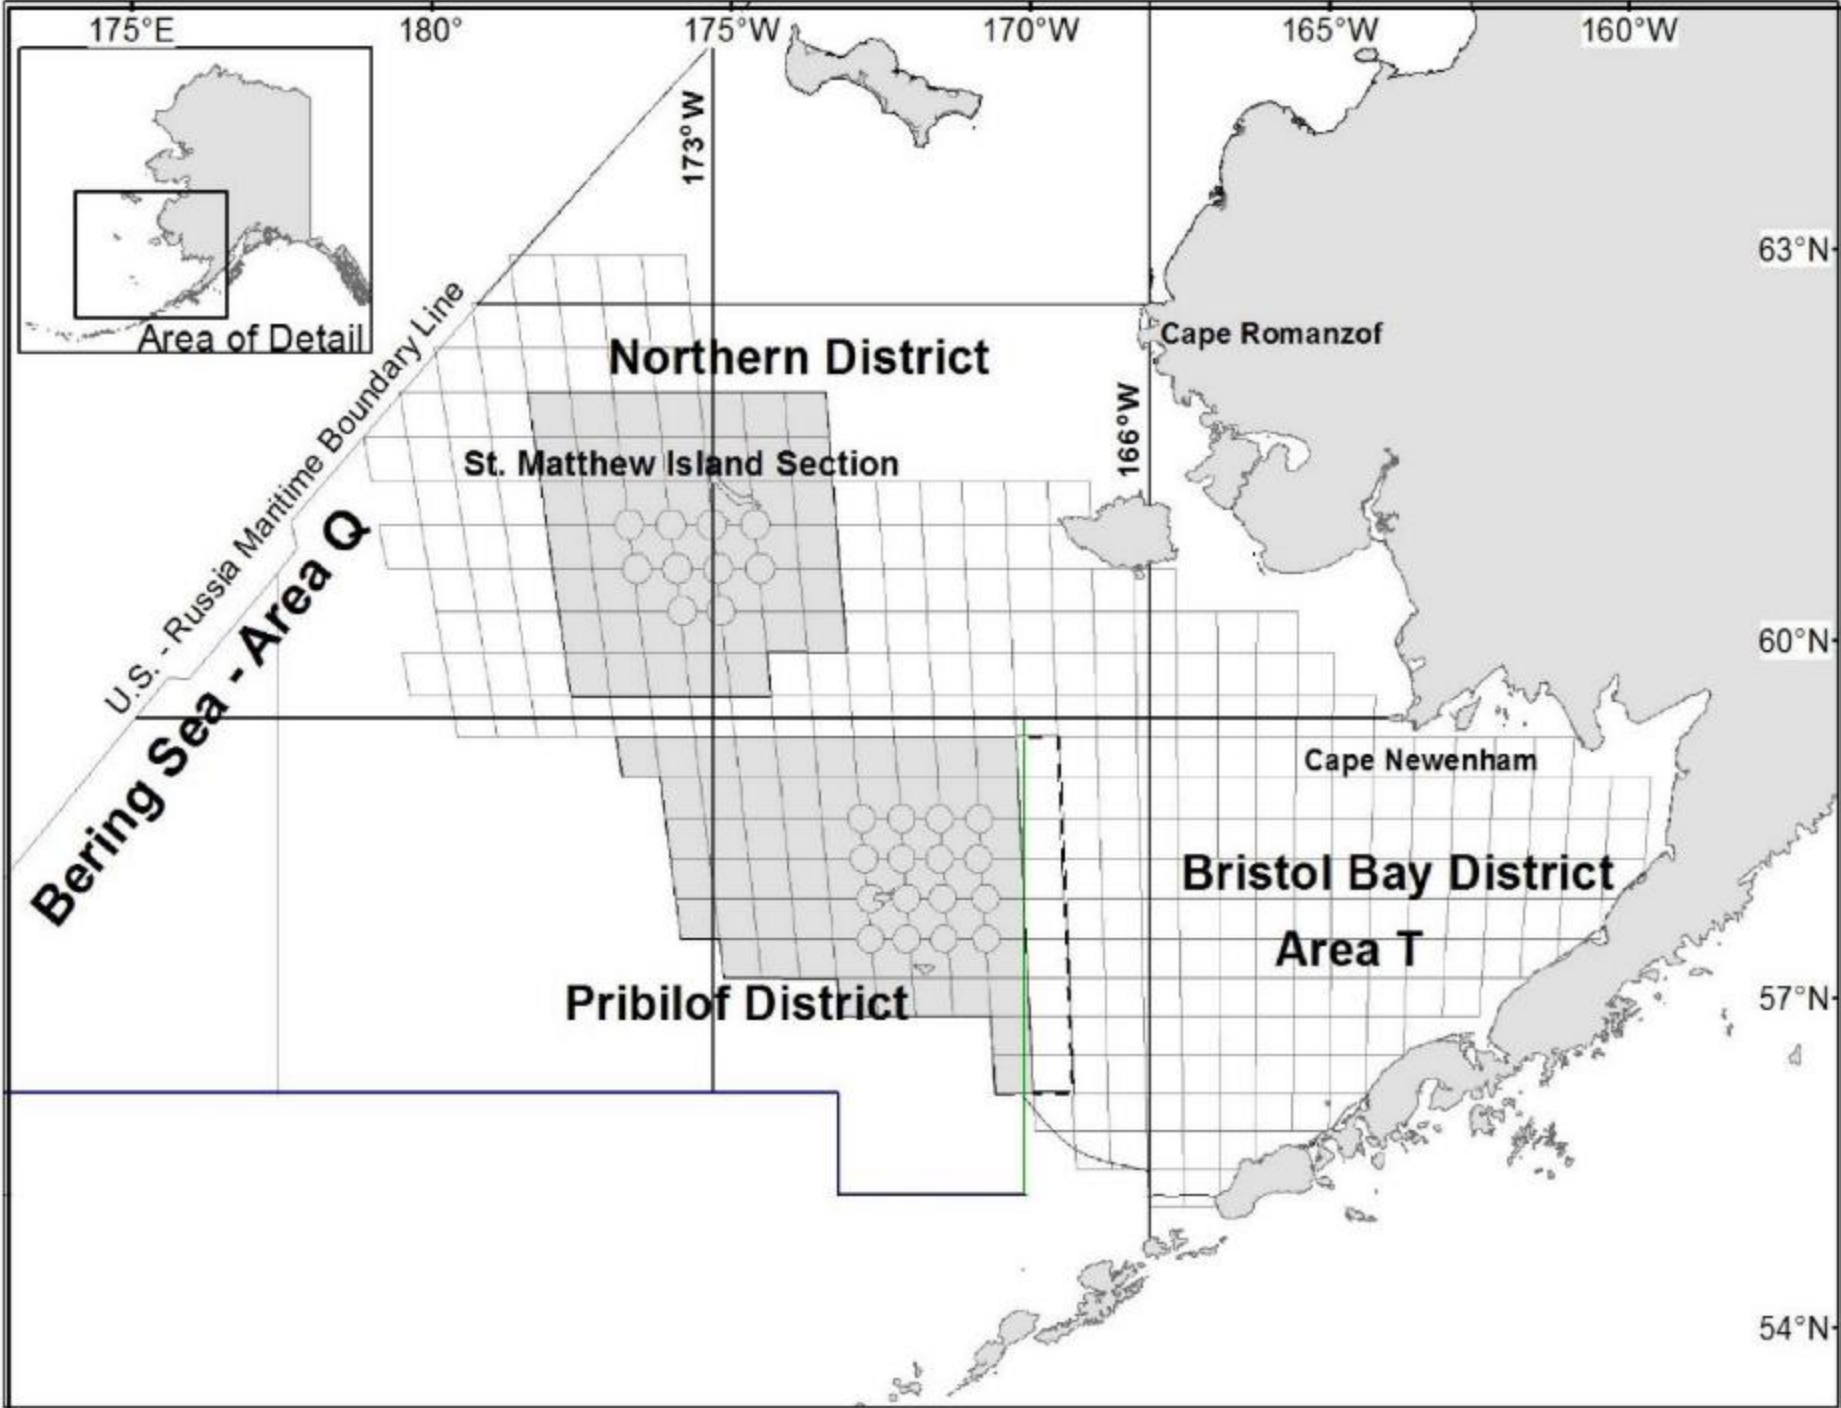 175°E
180°
175°W
170°W
165°W
160°W
173°W
63°N
Area of Detail
U.S. - Russia Maritime Boundary Line
Cape Romanzof
Northern District
166°W
St. Matthew Island Section
Bering Sea - Area Q
60°N
Cape Newenham
Bristol Bay District
Area T
Pribilof District
57°N
54°N